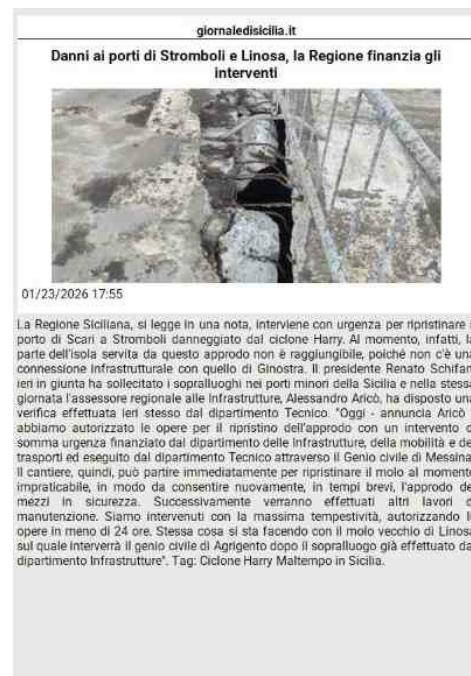 giornaledisicilia.it
Danni ai porti di Stromboli e Linosa, la Regione finanzia gli
interventi
01/23/2026 17:55
La Regione Siciliana, si legge in una nota, interviene con urgenza per ripristinare
porto di Scari a Stromboli danneggiato dal ciclone Harry. Al momento, infatti, la
parte dell'isola servita da questo approdo non è raggiungibile, poiché non c'è una
connessione infrastrutturale con quello di Ginostra. Il presidente Renato Schifani
ieri in giunta ha sollecitato i sopralluoghi nei porti minori della Sicilia e nella stessa
giornata l'assessore regionale alle Infrastrutture, Alessandro Aricò, ha disposto una
verifica effettuata ieri stesso dal dipartimento Tecnico. "Oggi - annuncia Aricò
abbiamo autorizzato le opere per il ripristino dell'approdo con un intervento d
somma urgenza finanziato dal dipartimento delle Infrastrutture, della mobilità e de
trasporti ed eseguito dal dipartimento Tecnico attraverso il Genio civile di Messina.
Il cantiere, quindi, può partire immediatamente per ripristinare il molo al momento
impraticabile, in modo da consentire nuovamente, in tempi brevi, l'approdo de
mezzi in sicurezza. Successivamente verranno effettuati altri lavori d
manutenzione. Siamo intervenuti con la massima tempestività, autorizzando l
opere in meno di 24 ore. Stessa cosa si sta facendo con il molo vecchio di Linosa
sul quale interverrà il genio civile di Agrigento dopo il sopralluogo già effettuato da
dipartimento Infrastrutture". Tag: Ciclone Harry Maltempo in Sicilia.